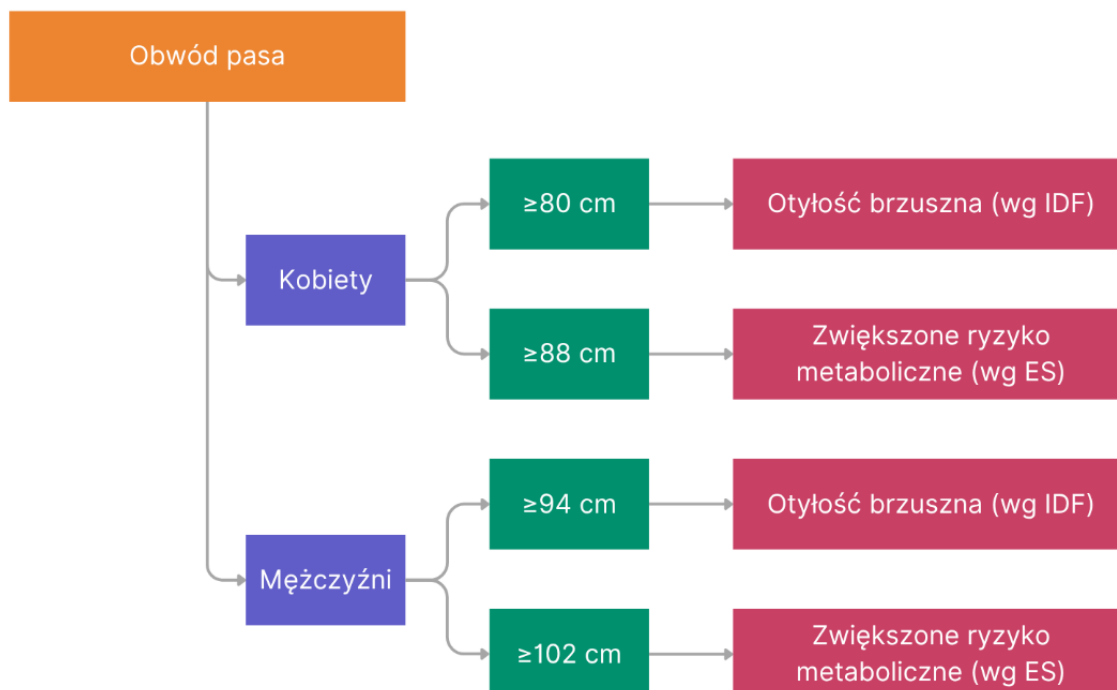 Obwód pasa
≥80 cm
Otyłość brzuszna (wg IDF)
Kobiety
≥88 cm
Zwiększone ryzyko
metaboliczne (wg ES)
≥94 cm
Otyłość brzuszna (wg IDF)
Mężczyźni
≥102 cm
Zwiększone ryzyko
metaboliczne (wg ES)